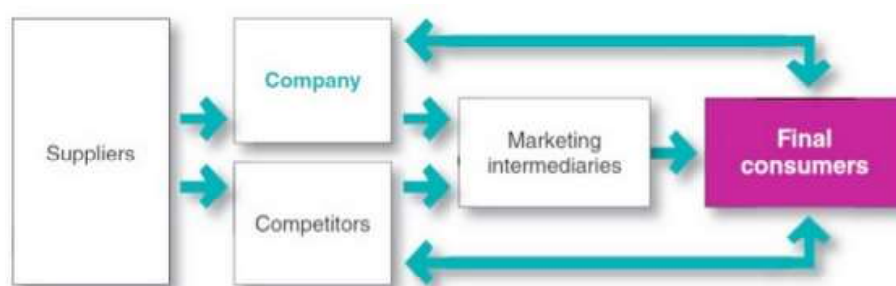 Suppliers
Company
Competitors
Marketing
intermediaries
Final
consumers